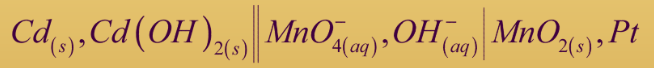 Cd(s), Cd(OH)2(s) || MnO4⁻(aq), OH⁻(aq) | MnO2(s), Pt